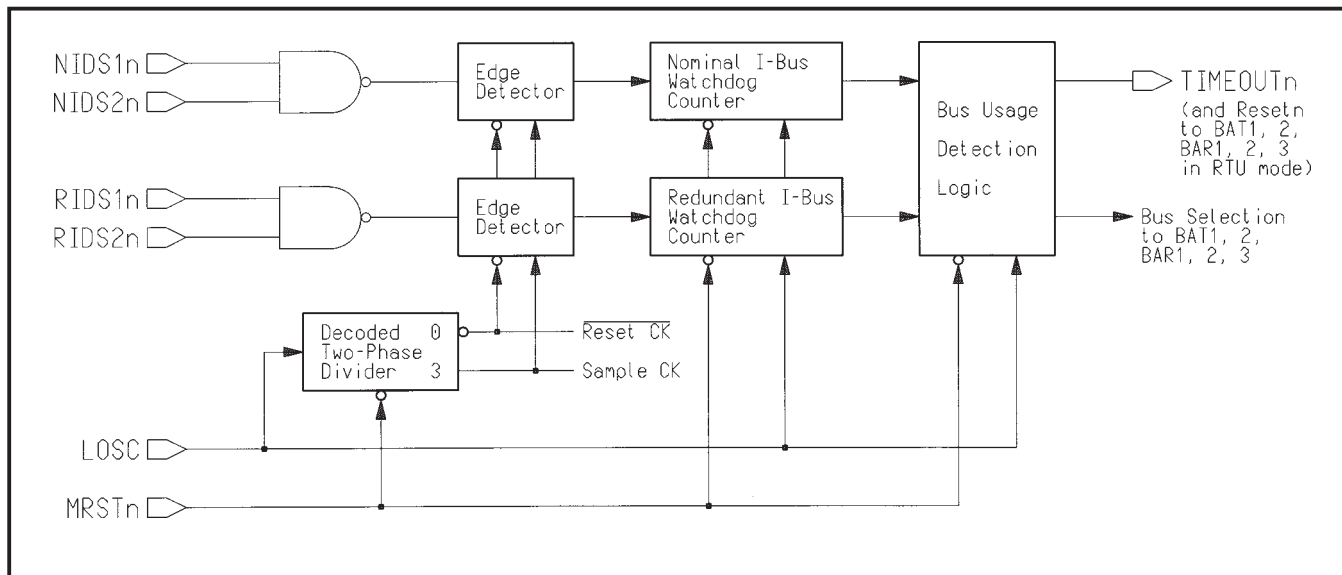 NIDS1n
NIDS2n
Edge
Detector
Nominal I-Bus
Watchdog
Counter
Bus Usage
Detection
Logic
TIMEOUTn
(and Resetn
to BAT1, 2,
BAR1, 2, 3
in RTU mode)
RIDS1n
RIDS2n
Edge
Detector
Redundant I-Bus
Watchdog
Counter
Bus Selection
to BAT1, 2,
BAR1, 2, 3
Decoded 0
Two-Phase
Divider 3
Reset CK
Sample CK
LOSC
MRSTn